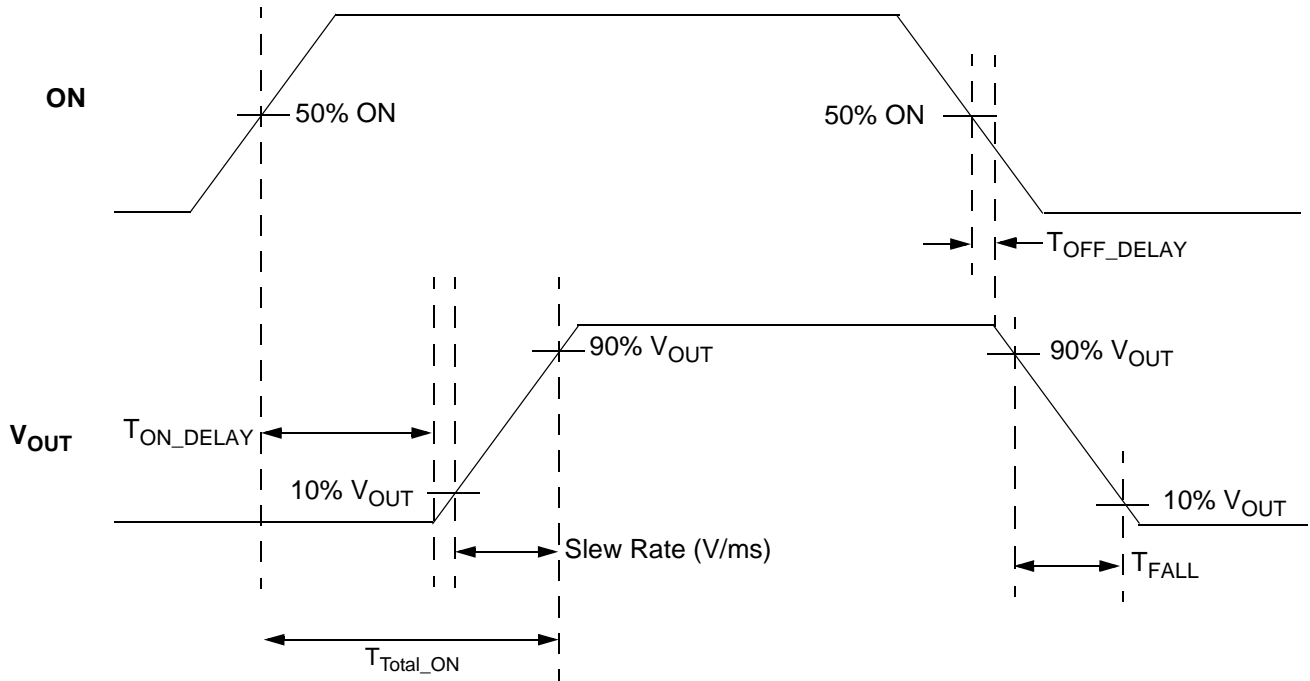 ON
50% ON
50% ON
TOFF_DELAY
90% VOUT
90% VOUT
VOUT
TON_DELAY
10% VOUT
10% VOUT
Slew Rate (V/ms)
TFALL
TTotal_ON